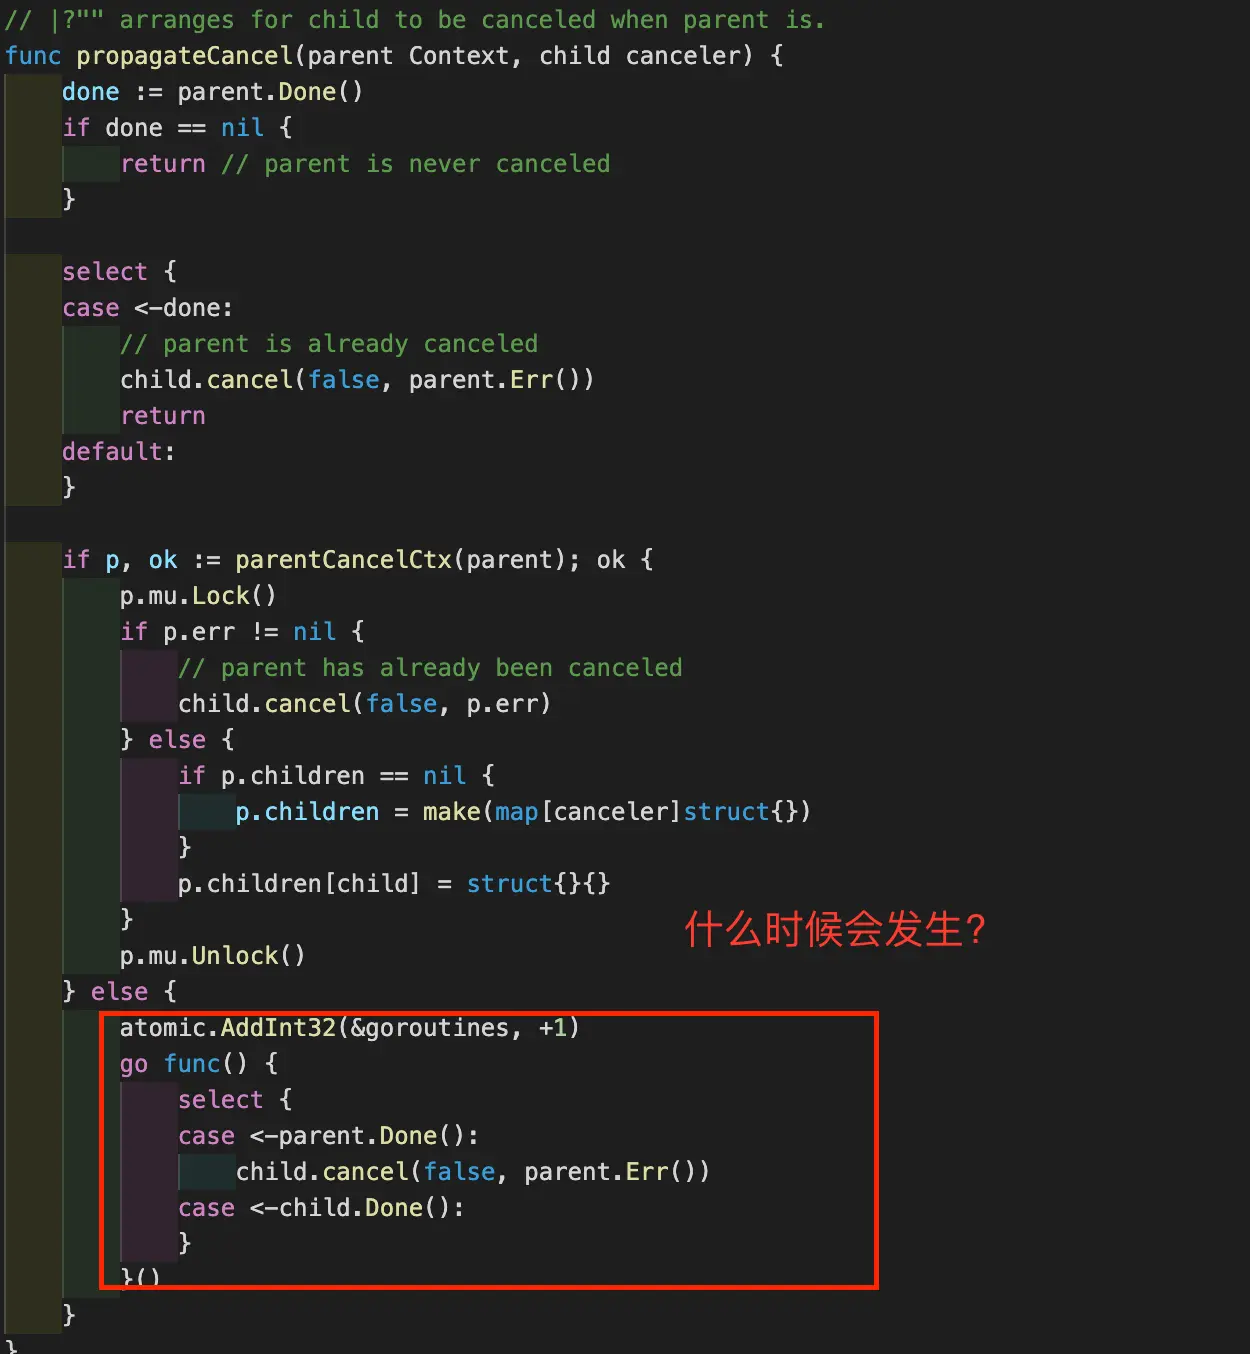 // |?"" arranges for child to be canceled when parent is.
func propagateCancel(parent Context, child canceler) {
done := parent.Done()
if done == nil {
return // parent is never canceled
}
select {
case <-done:
// parent is already canceled
child.cancel(false, parent.Err())
return
default:
}
if p, ok := parentCancelCtx(parent); ok {
p.mu.Lock()
if p.err != nil {
// parent has already been canceled
child.cancel(false, p.err)
} else {
if p.children == nil {
p.children = make(map[canceler]struct{})
}
p.children[child] = struct{}{}
}
什么时候会发生?
p.mu.Unlock()
} else {
atomic.AddInt32(&goroutines, +1)
go func() {
select {
case <-parent.Done():
child.cancel(false, parent.Err())
case <-child.Done():
}
}()
}
}